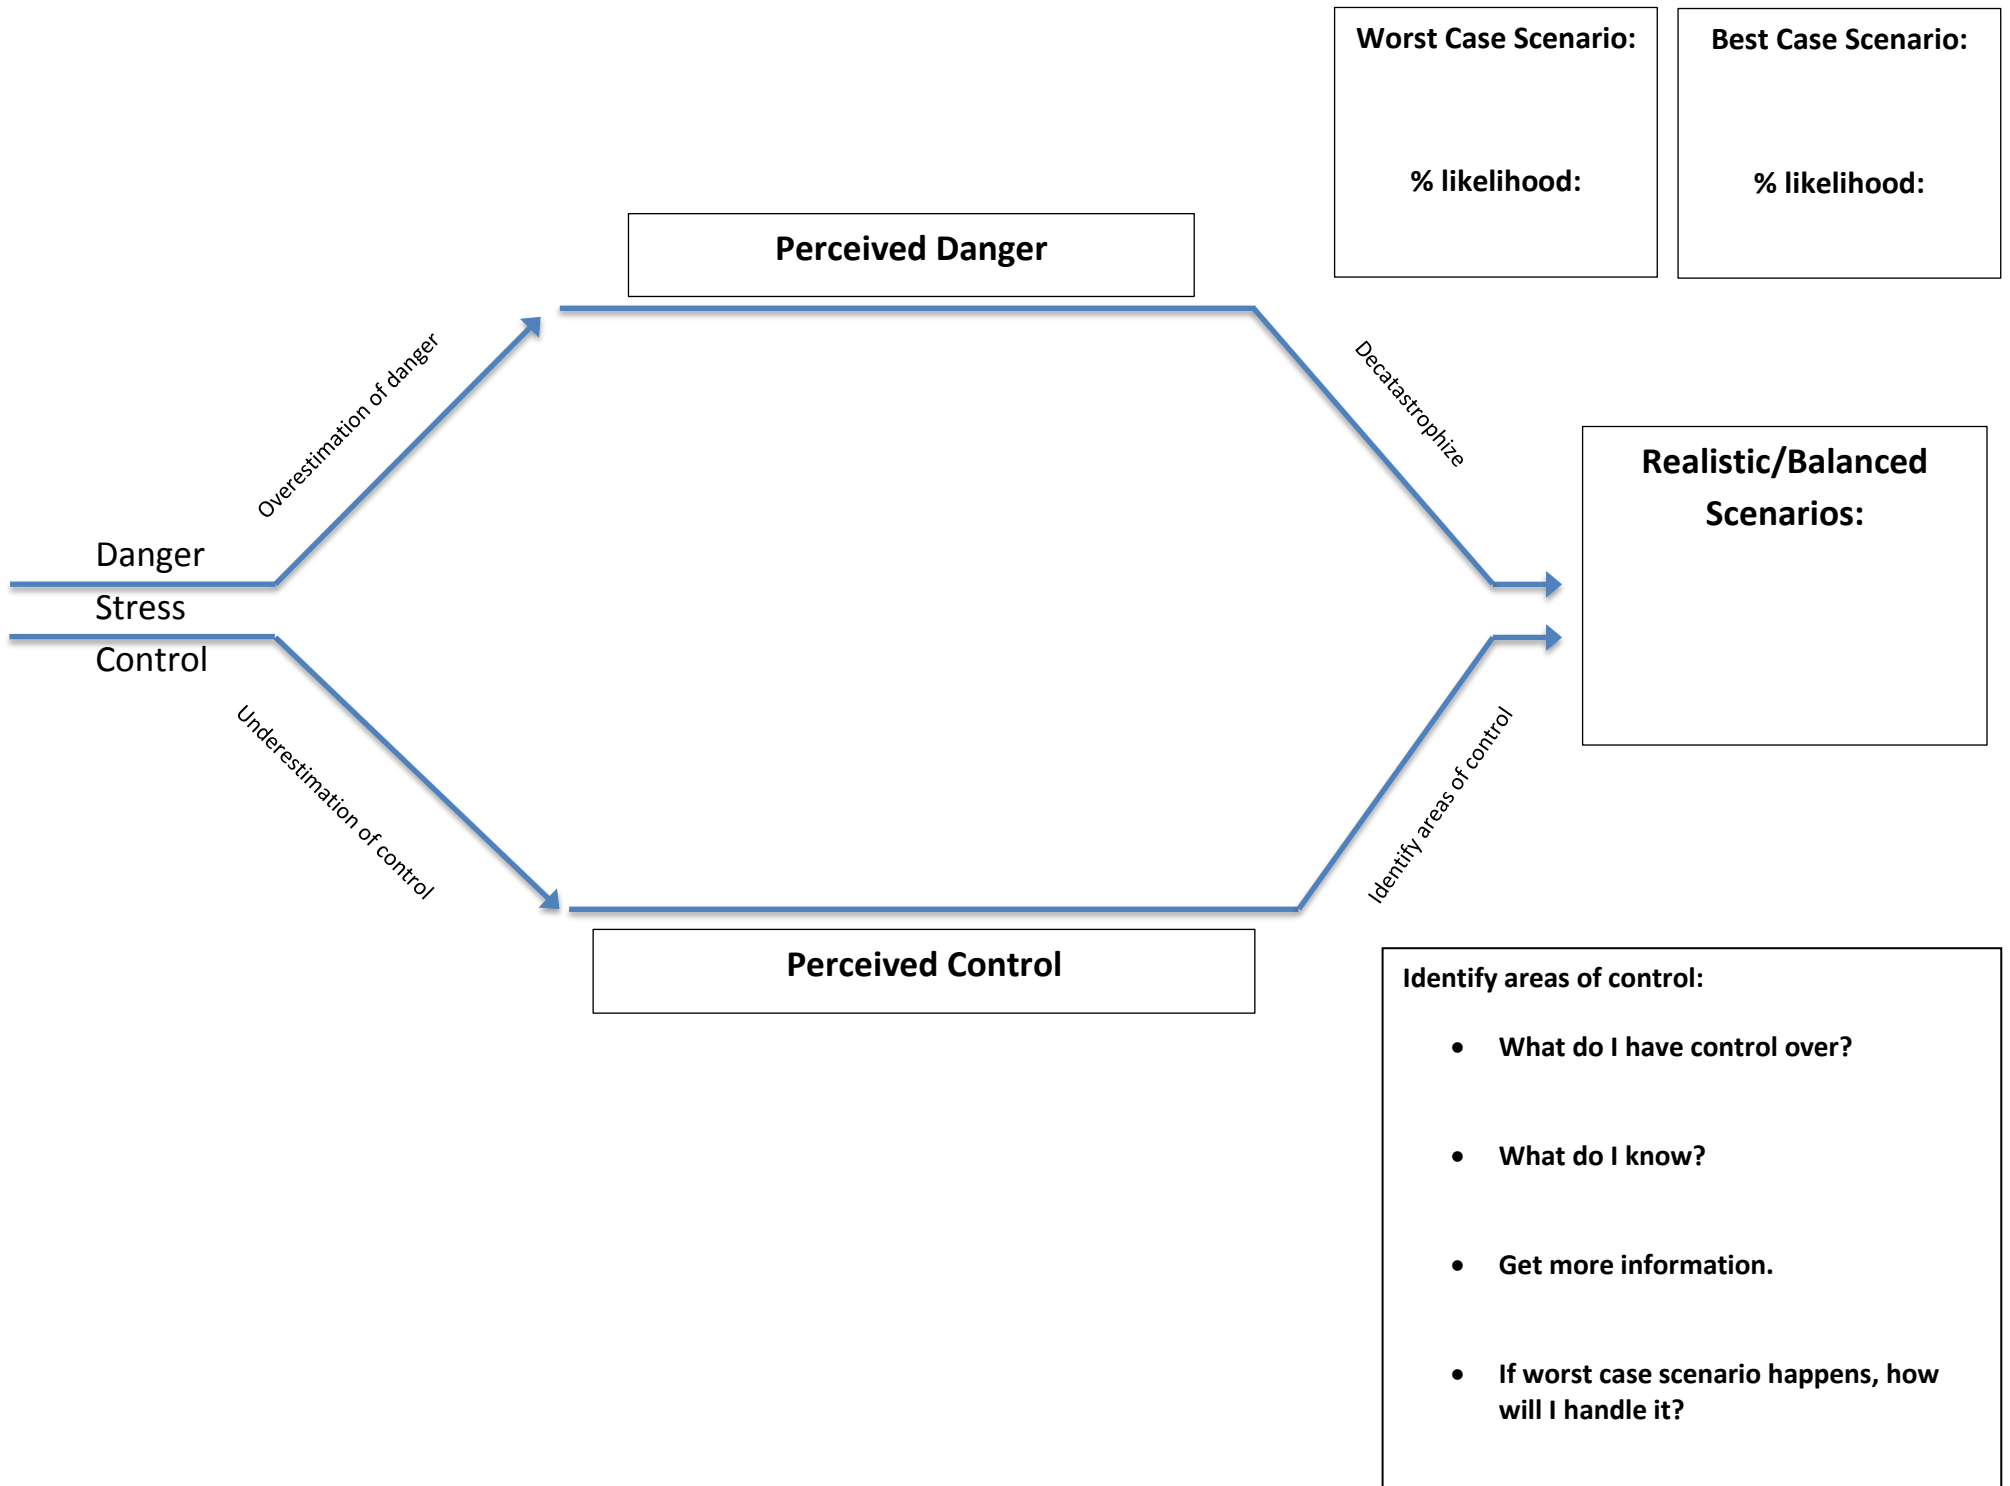 Worst Case Scenario:
% likelihood:
Best Case Scenario:
% likelihood:
Perceived Danger
Overestimation of danger
Decatastrophize
Danger
Stress
Control
Realistic/Balanced
Scenarios:
Underestimation of control
Identify areas of control
Perceived Control
Identify areas of control:
• What do I have control over?
• What do I know?
• Get more information.
• If worst case scenario happens, how
will I handle it?